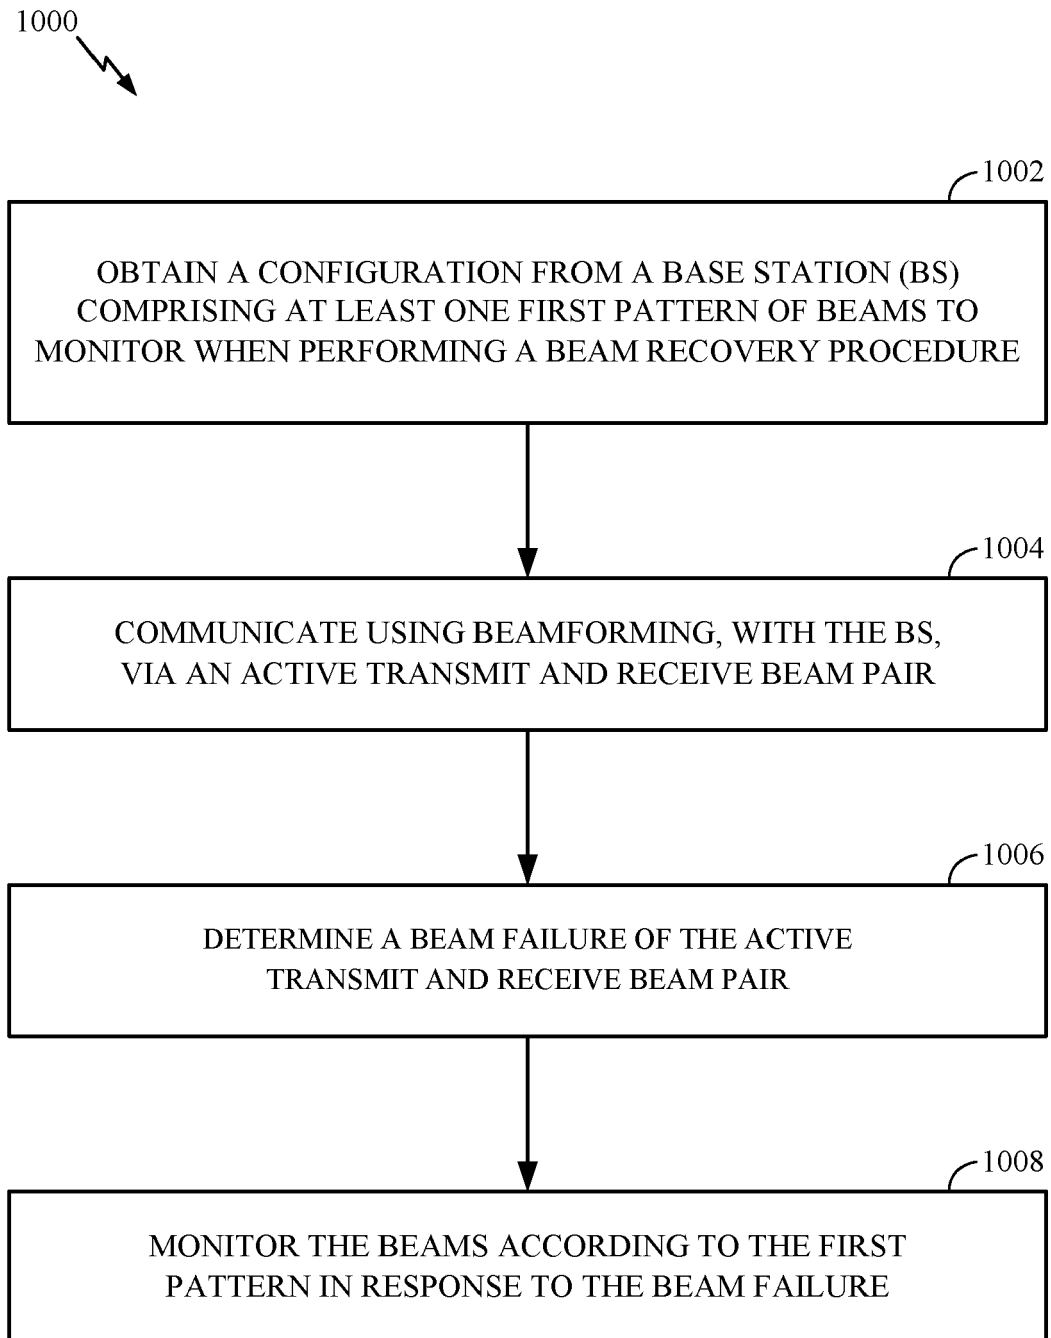 1000
1002
OBTAIN A CONFIGURATION FROM A BASE STATION (BS)
COMPRISING AT LEAST ONE FIRST PATTERN OF BEAMS TO
MONITOR WHEN PERFORMING A BEAM RECOVERY PROCEDURE
1004
COMMUNICATE USING BEAMFORMING, WITH THE BS,
VIA AN ACTIVE TRANSMIT AND RECEIVE BEAM PAIR
1006
DETERMINE A BEAM FAILURE OF THE ACTIVE
TRANSMIT AND RECEIVE BEAM PAIR
1008
MONITOR THE BEAMS ACCORDING TO THE FIRST
PATTERN IN RESPONSE TO THE BEAM FAILURE